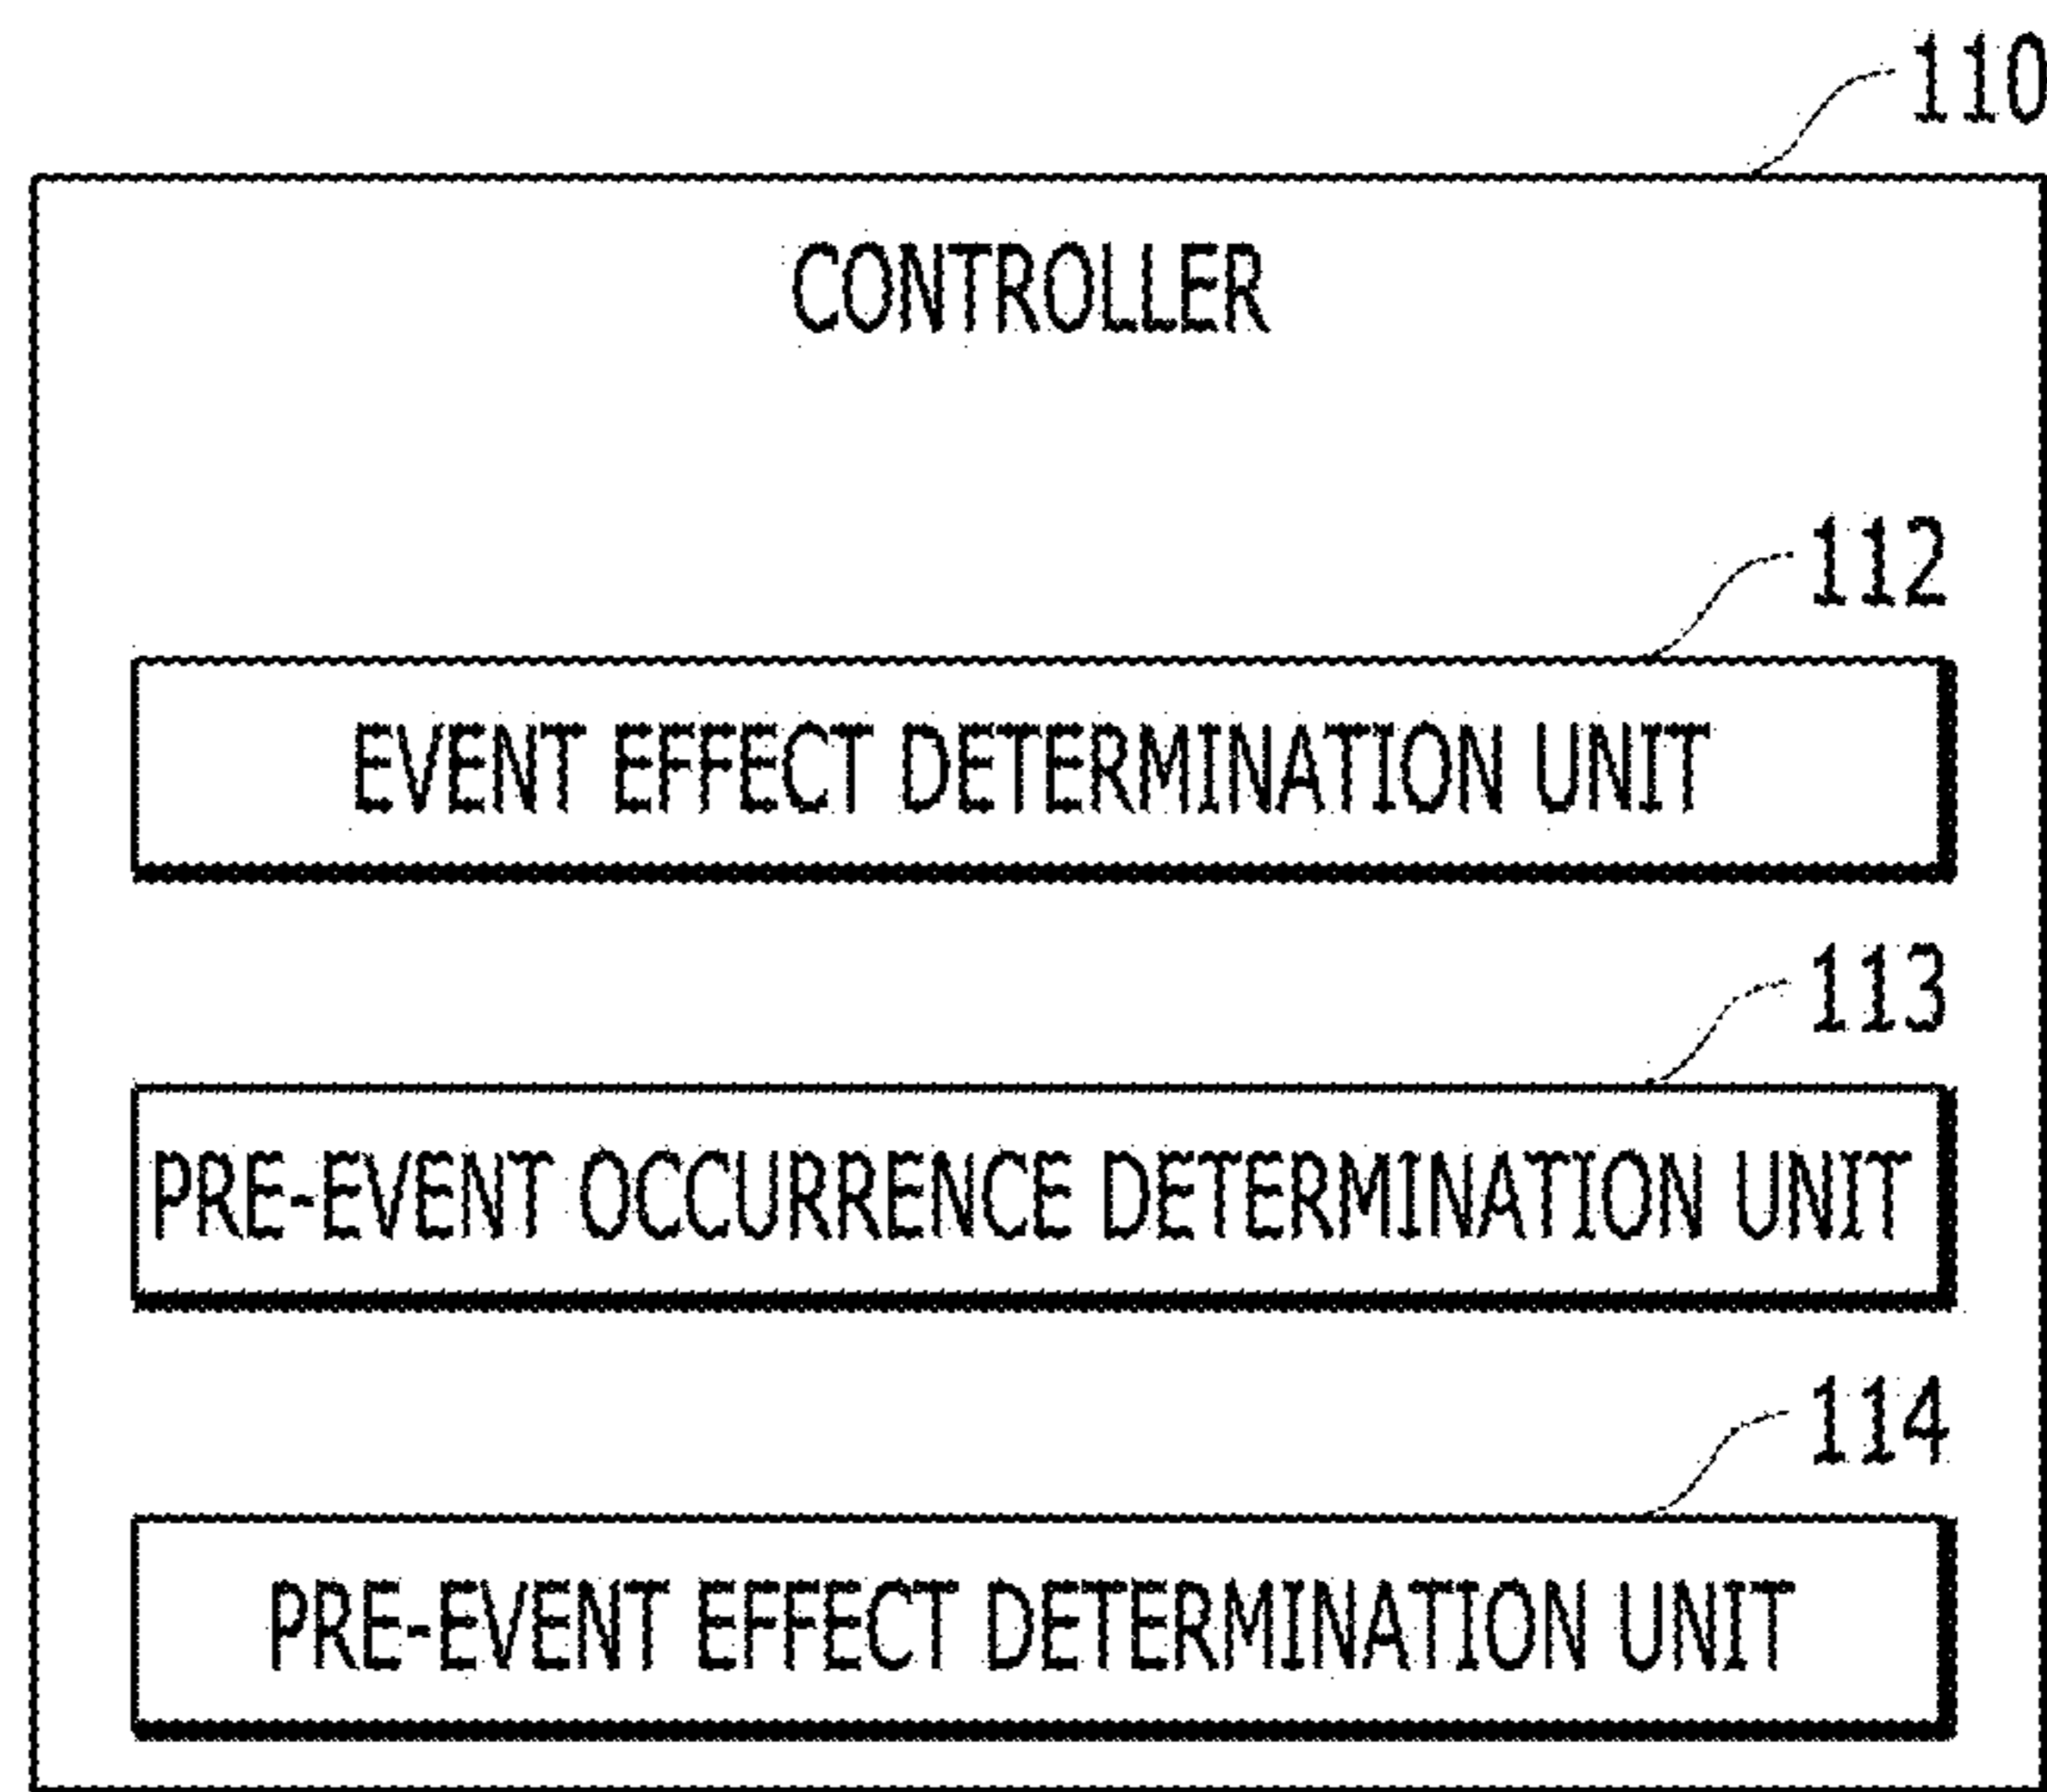 110
CONTROLLER
112
EVENT EFFECT DETERMINATION UNIT
113
PRE-EVENT OCCURRENCE DETERMINATION UNIT
114
PRE-EVENT EFFECT DETERMINATION UNIT